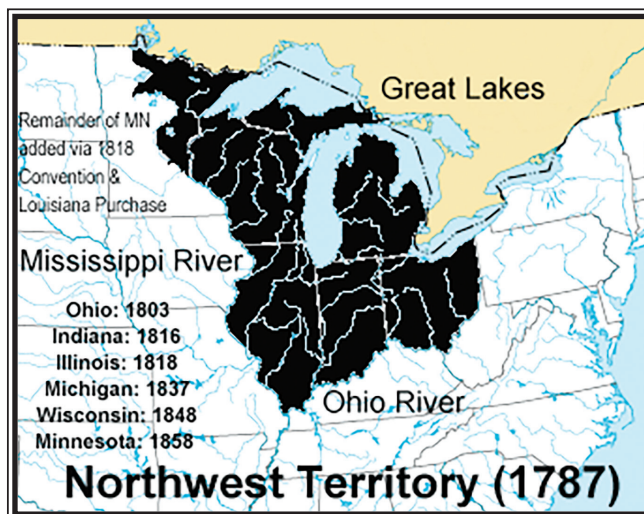 Great Lakes
Remainder of MN
added via 1818
Convention &
Louisiana Purchase
Mississippi River
Ohio: 1803
Indiana: 1816
Illinois: 1818
Michigan: 1837
Wisconsin: 1848
Minnesota: 1858
Ohio River
Northwest Territory (1787)